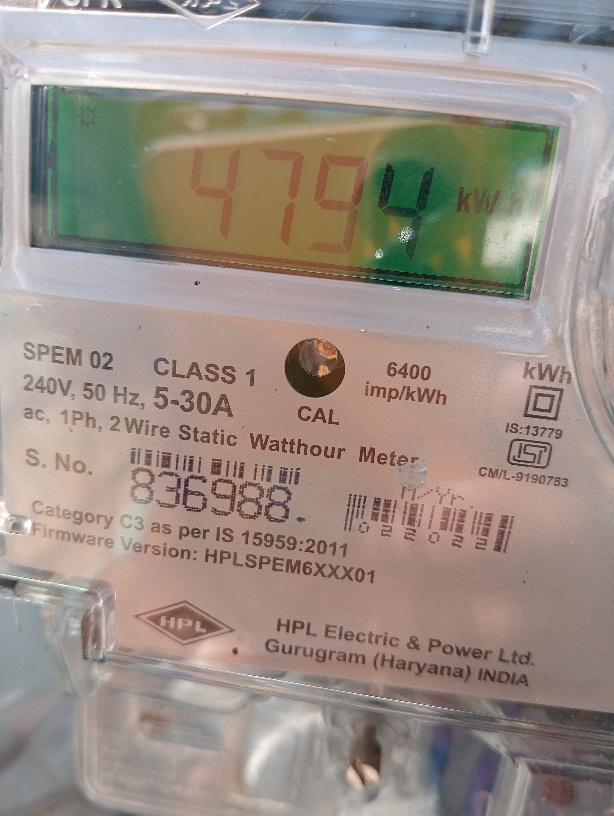 4794 kWh
SPEM 02 CLASS 1
240V, 50 Hz, 5-30A
ac, 1Ph, 2 Wire Static Watthour Meter
CAL
6400
imp/kWh
kWh
IS:13779
CM/L-9190783
S. No.
836988.
M/Yr
022022
Category C3 as per IS 15959:2011
Firmware Version: HPLSPEM6XXX01
HPL
HPL Electric & Power Ltd.
Gurugram (Haryana) INDIA